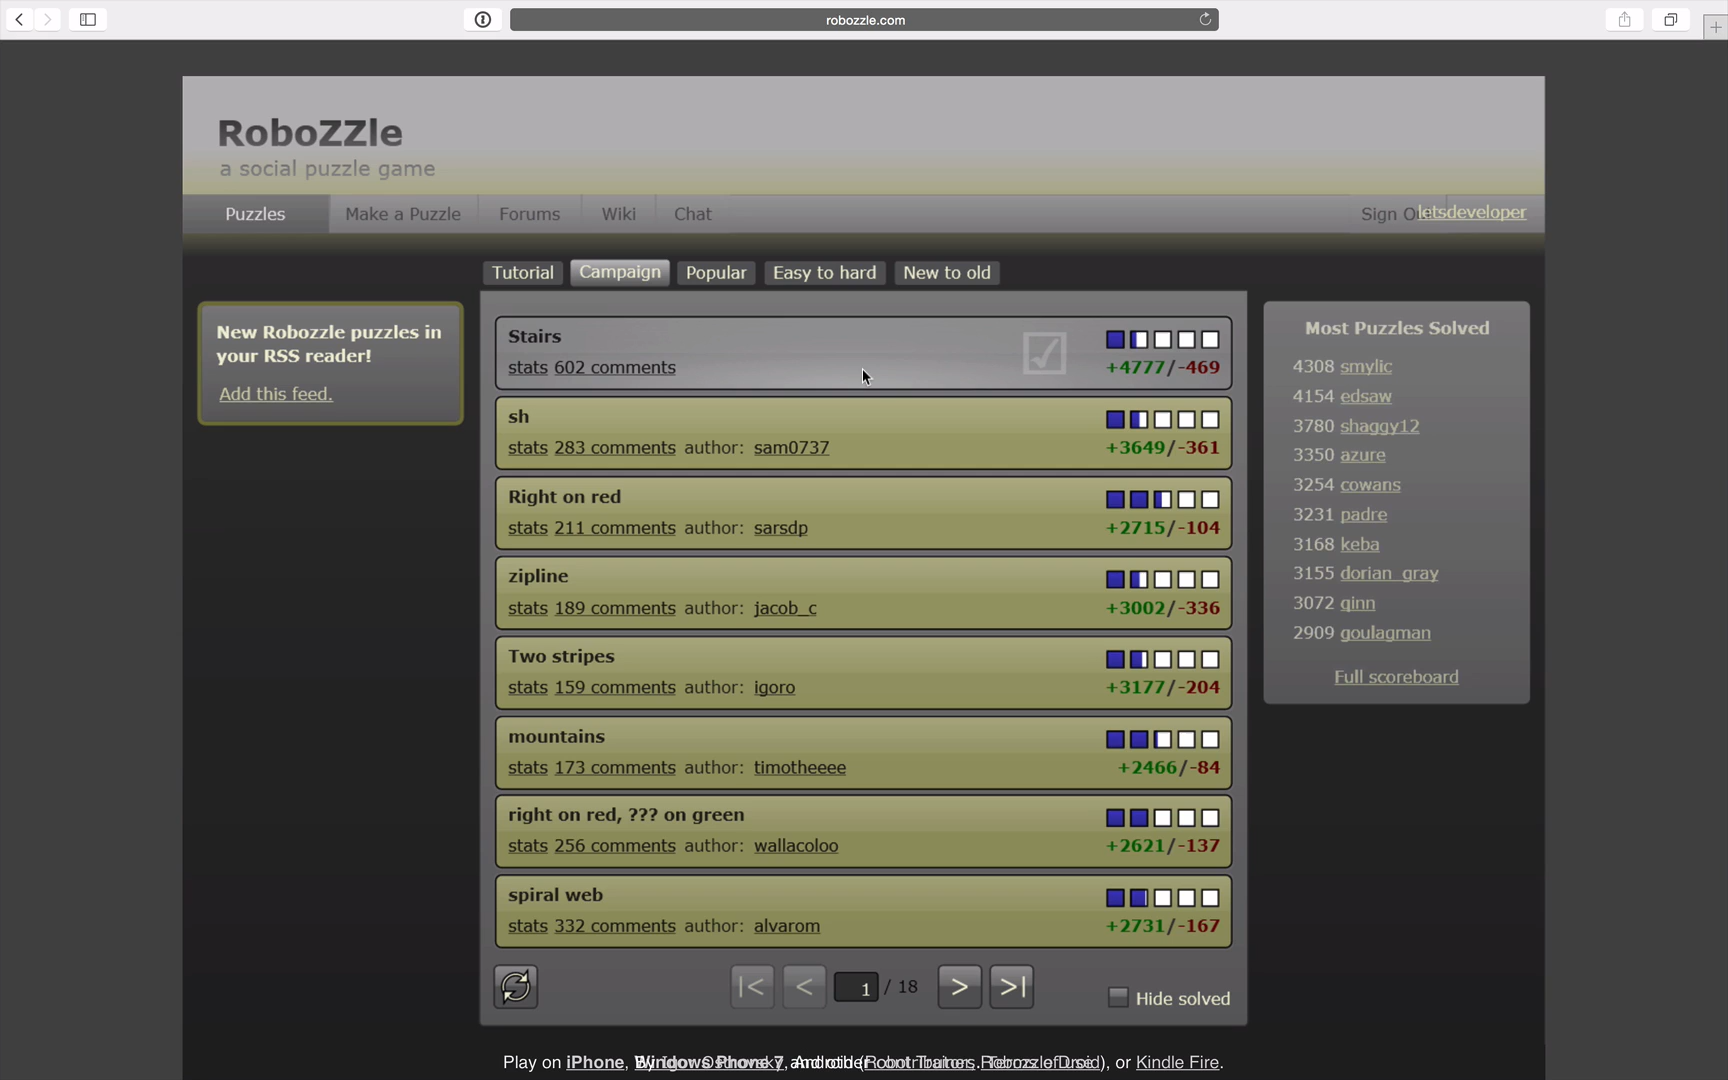 robozzle.com
RoboZZle
a social puzzle game
Puzzles
Make a Puzzle
Forums
Wiki
Chat
Sign
letsdeveloper
Tutorial
Campaign
Popular
Easy to hard
New to old
New Robozzle puzzles in
your RSS reader!
Add this feed.
Stairs
stats 602 comments
+4777/-469
sh
stats 283 comments author: sam0737
+3649/-361
Right on red
stats 211 comments author: sarsdp
+2715/-104
zipline
stats 189 comments author: jacob_c
+3002/-336
Two stripes
stats 159 comments author: igoro
+3177/-204
mountains
stats 173 comments author: timotheeee
+2466/-84
right on red, ??? on green
stats 256 comments author: wallacoloo
+2621/-137
spiral web
stats 332 comments author: alvarom
+2731/-167
|< < 1 / 18 > >|
Hide solved
Most Puzzles Solved
4308 smylic
4154 edsaw
3780 shaggy12
3350 azure
3254 cowans
3231 padre
3168 keba
3155 dorian_gray
3072 qinn
2909 goulagman
Full scoreboard
Play on iPhone, Windows Phone 7, or Kindle Fire.